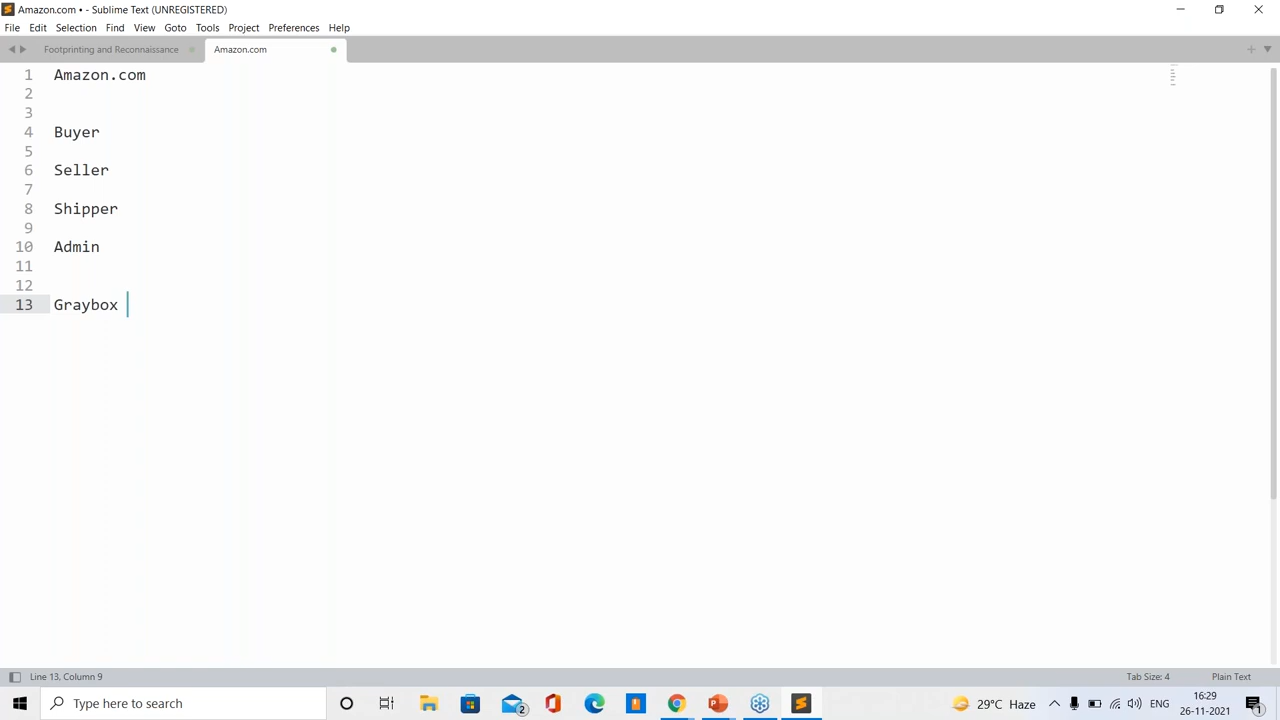 Amazon.com • - Sublime Text (UNREGISTERED)
File Edit Selection Find View Goto Tools Project Preferences Help
Footprinting and Reconnaissance Amazon.com
1 Amazon.com
2
3
4 Buyer
5
6 Seller
7
8 Shipper
9
10 Admin
11
12
13 Graybox
Line 13, Column 9 Tab Size: 4 Plain Text
Type here to search 2 29°C Haze ENG 16:29 1
26-11-2021